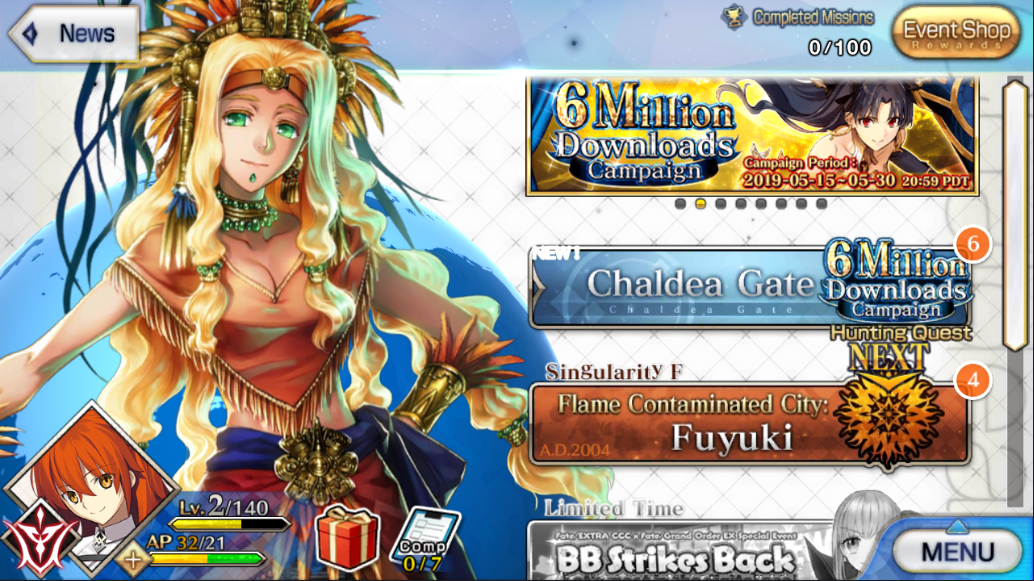 News
Completed Missions
0/100
Event Shop
Rewards
6 Million
Downloads
Campaign
Campaign Period:
2019-05-15~05-30 20:59 PDT
NEW!
6
Chaldea Gate
Chaldea Gate
6 Million
Downloads
Campaign
Hunting Quest
NEXT
Singularity F
4
Flame Contaminated City:
Fuyuki
A.D.2004
Limited Time
Fate/EXTRA CCC x Fate/Grand Order EX Special Event
BB Strikes Back
Lv. 2/140
AP 32/21
Comp
0/7
MENU